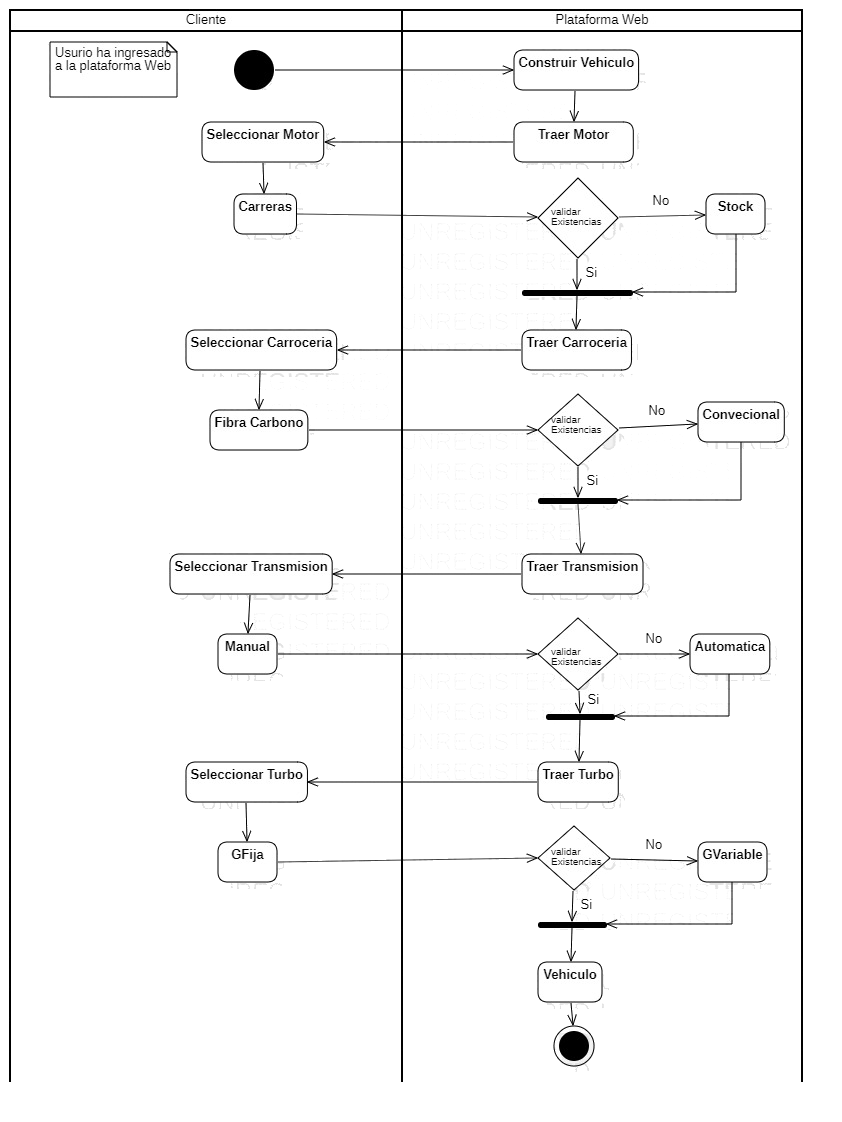 Cliente
Plataforma Web
Usurio ha ingresado
a la plataforma Web
Construir Vehiculo
Seleccionar Motor
Traer Motor
Carreras
validar
Existencias
No
Stock
Si
Seleccionar Carroceria
Traer Carroceria
Fibra Carbono
validar
Existencias
No
Convecional
Si
Seleccionar Transmision
Traer Transmision
Manual
validar
Existencias
No
Automatica
Si
Seleccionar Turbo
Traer Turbo
GFija
validar
Existencias
No
GVariable
Si
Vehiculo